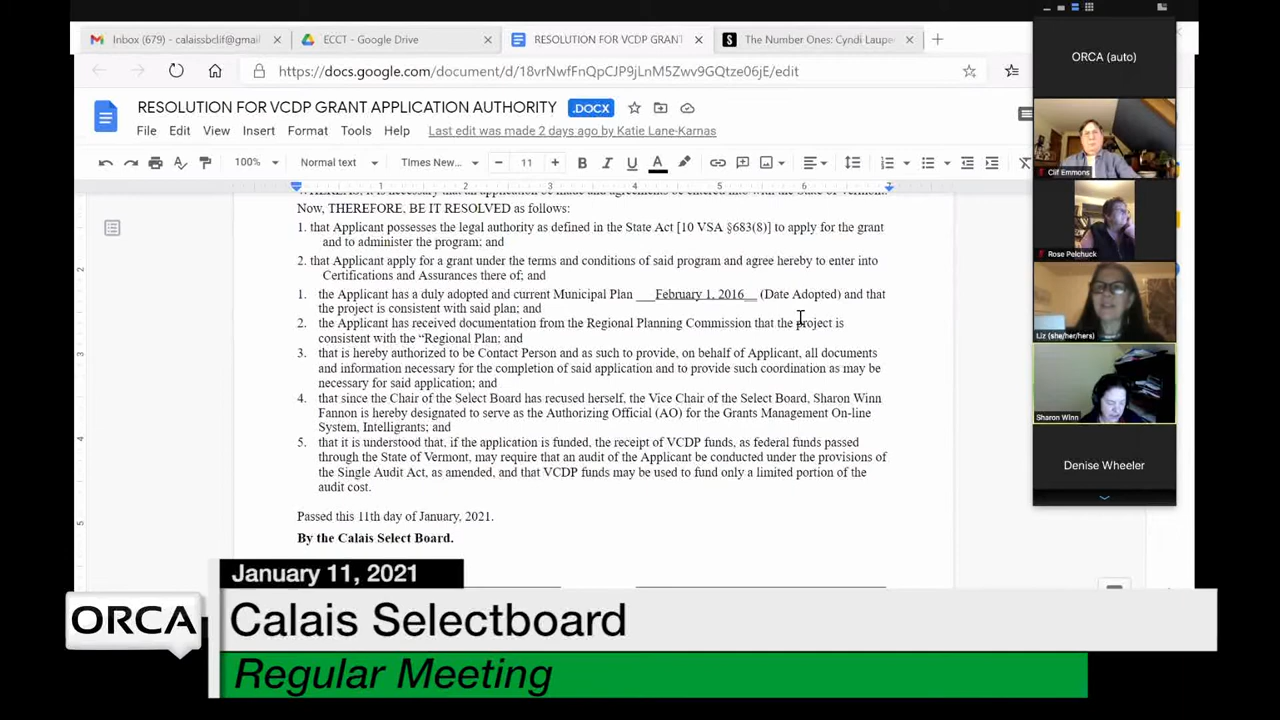 ORCA (auto)
Inbox (679) - calaissbclif@gmail
ECCT - Google Drive
RESOLUTION FOR VCDP GRANT
The Number Ones: Cyndi Laupe
https://docs.google.com/document/d/18vrNwfFnQpCJP9jLnM5Zwv9GQtze06jE/edit
RESOLUTION FOR VCDP GRANT APPLICATION AUTHORITY
.DOCX
File Edit View Insert Format Tools Help Last edit was made 2 days ago by Katie Lane-Karnas
100% Normal text Times New... 11 B I U A
1 2 3 4 5 6 7
Now, THEREFORE, BE IT RESOLVED as follows:
1. that Applicant possesses the legal authority as defined in the State Act [10 VSA §683(8)] to apply for the grant
and to administer the program; and
2. that Applicant apply for a grant under the terms and conditions of said program and agree hereby to enter into
Certifications and Assurances there of; and
1. the Applicant has a duly adopted and current Municipal Plan ___February 1, 2016__ (Date Adopted) and that
the project is consistent with said plan; and
2. the Applicant has received documentation from the Regional Planning Commission that the project is
consistent with the “Regional Plan; and
3. that is hereby authorized to be Contact Person and as such to provide, on behalf of Applicant, all documents
and information necessary for the completion of said application and to provide such coordination as may be
necessary for said application; and
4. that since the Chair of the Select Board has recused herself, the Vice Chair of the Select Board, Sharon Winn
Fannon is hereby designated to serve as the Authorizing Official (AO) for the Grants Management On-line
System, Intelligrants; and
5. that it is understood that, if the application is funded, the receipt of VCDP funds, as federal funds passed
through the State of Vermont, may require that an audit of the Applicant be conducted under the provisions of
the Single Audit Act, as amended, and that VCDP funds may be used to fund only a limited portion of the
audit cost.
Passed this 11th day of January, 2021.
By the Calais Select Board.
2
3
4
5
Clif Emmons
Rose Pelchuck
Liz (she/her/hers)
Sharon Winn
Denise Wheeler
January 11, 2021
ORCA
Calais Selectboard
Regular Meeting